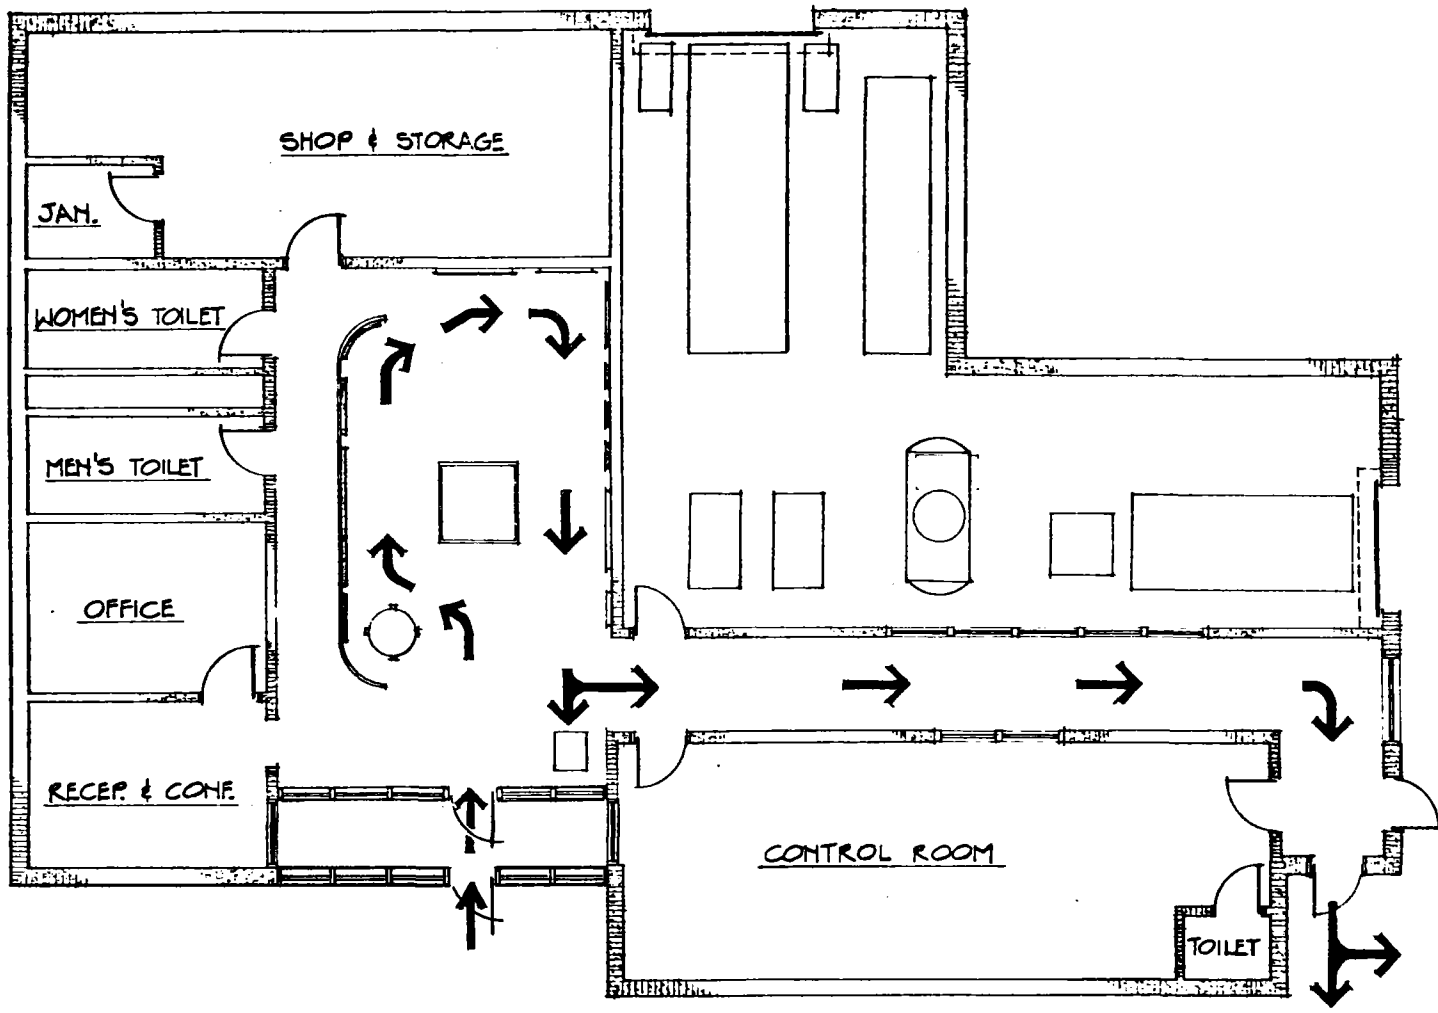 SHOP & STORAGE
JAN.
WOMEN'S TOILET
MEN'S TOILET
OFFICE
RECEP. & CONF.
CONTROL ROOM
TOILET